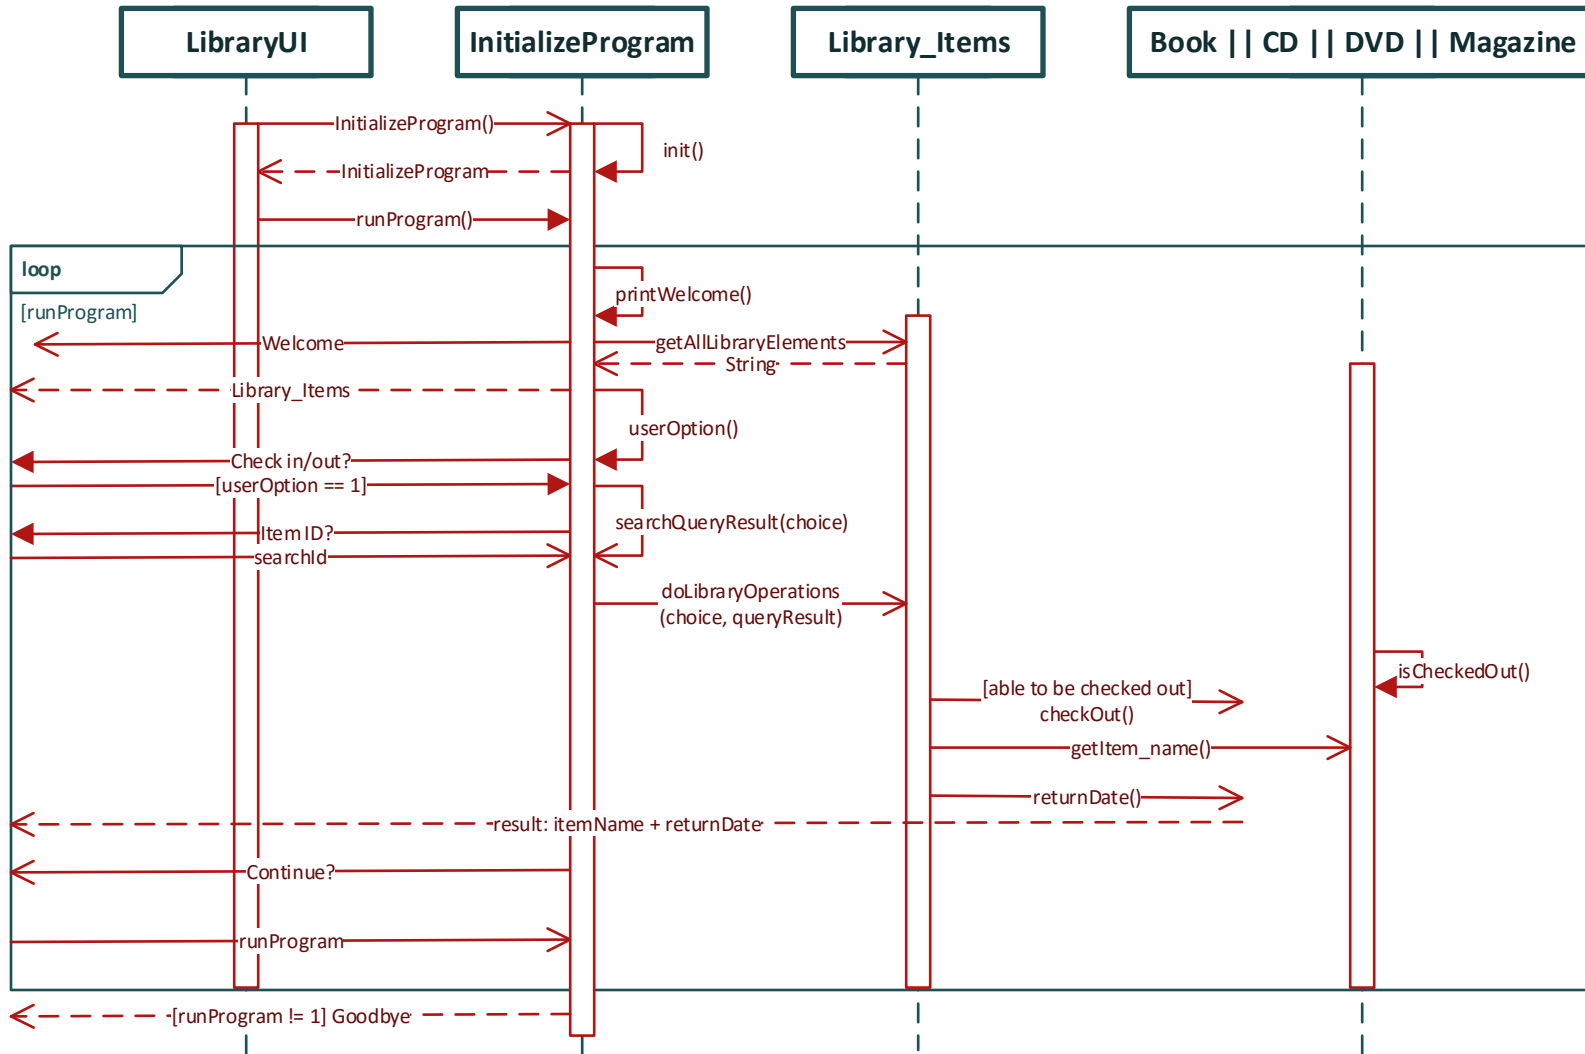 LibraryUI
InitializeProgram
Library_Items
Book || CD || DVD || Magazine
InitializeProgram()
init()
InitializeProgram
runProgram()
loop
[runProgram]
printWelcome()
Welcome
getAllLibraryElements
String
Library_Items
userOption()
Check in/out?
[userOption == 1]
searchQueryResult(choice)
Item ID?
searchId
doLibraryOperations
(choice, queryResult)
isCheckedOut()
[able to be checked out]
checkOut()
getItem_name()
returnDate()
result: itemName + returnDate
Continue?
runProgram
[runProgram != 1] Goodbye